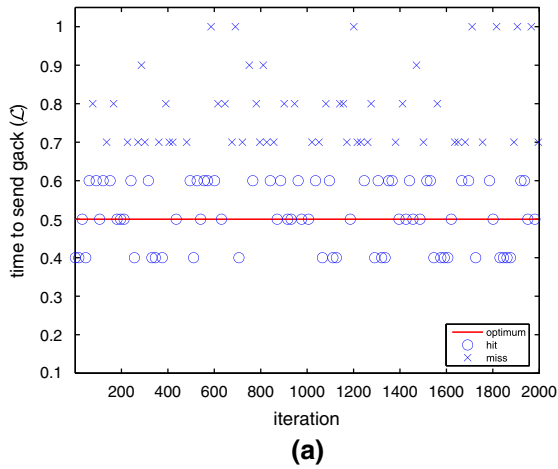 1
0.9
0.8
0.7
0.6
0.5
0.4
0.3
0.2
0.1
time to send gack (ℒ)
200 400 600 800 1000 1200 1400 1600 1800 2000
iteration
optimum
hit
miss
(a)